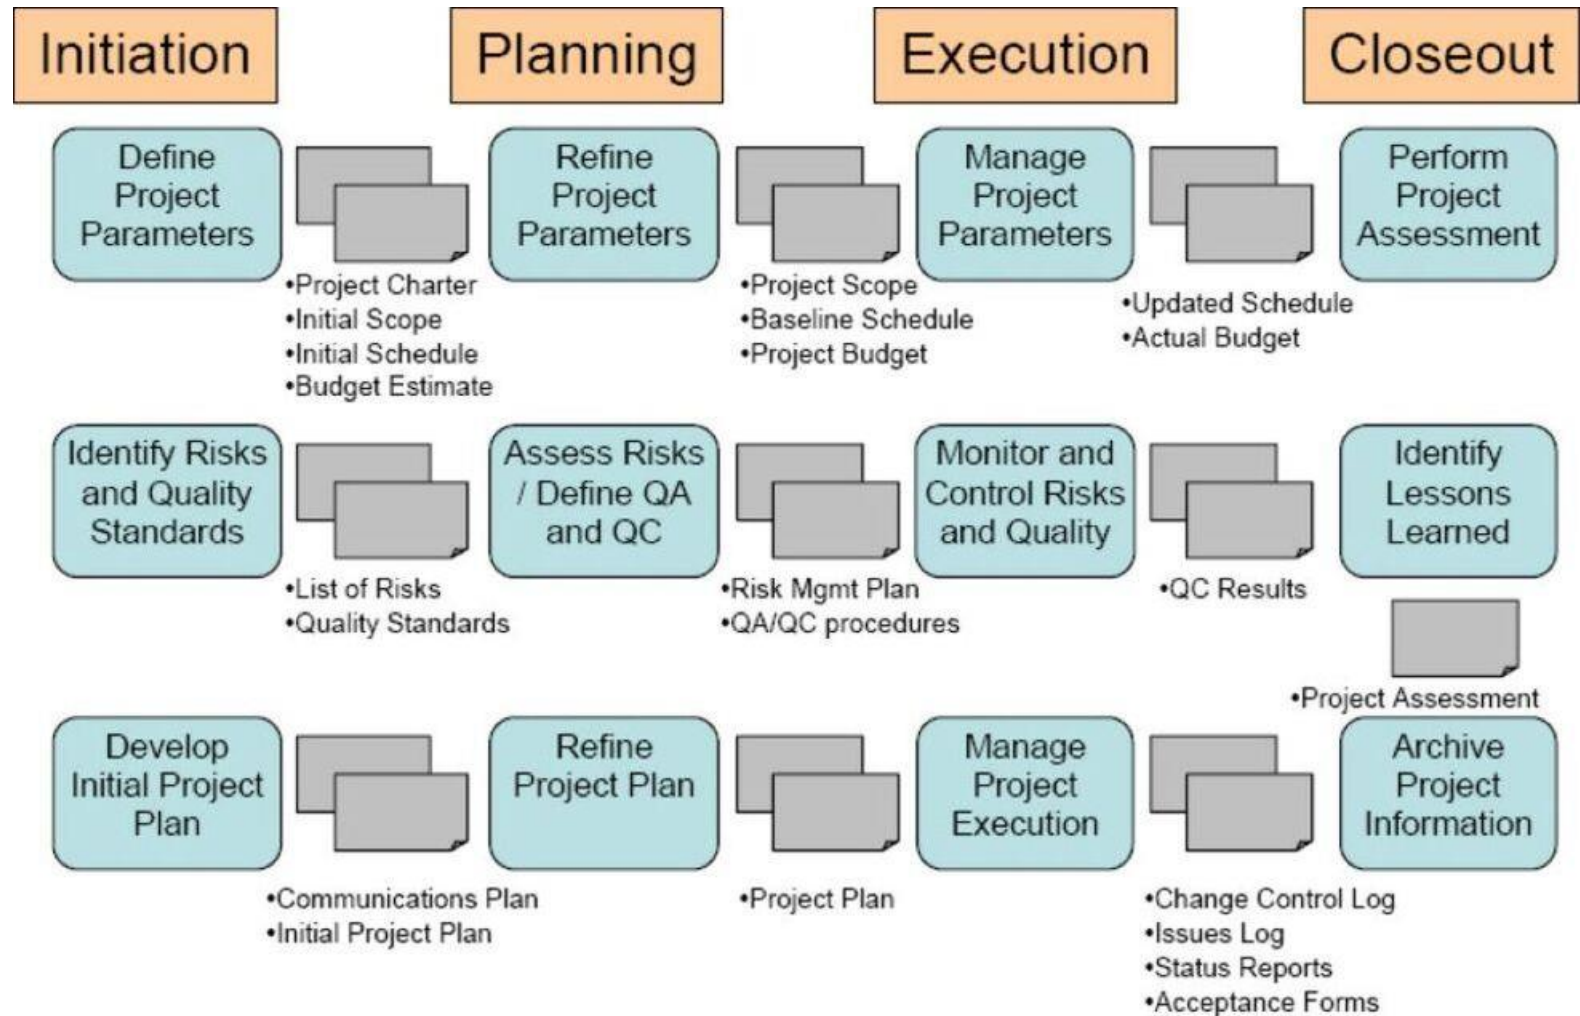 Initiation
Planning
Execution
Closeout
Define
Project
Parameters
•Project Charter
•Initial Scope
•Initial Schedule
•Budget Estimate
Refine
Project
Parameters
•Project Scope
•Baseline Schedule
•Project Budget
Manage
Project
Parameters
•Updated Schedule
•Actual Budget
Perform
Project
Assessment
Identify Risks
and Quality
Standards
•List of Risks
•Quality Standards
Assess Risks
/ Define QA
and QC
•Risk Mgmt Plan
•QA/QC procedures
Monitor and
Control Risks
and Quality
•QC Results
Identify
Lessons
Learned
•Project Assessment
Develop
Initial Project
Plan
•Communications Plan
•Initial Project Plan
Refine
Project Plan
•Project Plan
Manage
Project
Execution
•Change Control Log
•Issues Log
•Status Reports
•Acceptance Forms
Archive
Project
Information